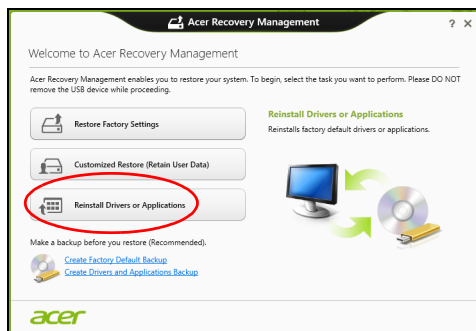 Acer Recovery Management
? X
Welcome to Acer Recovery Management
Acer Recovery Management enables you to restore your system. To begin, select the task you want to perform. Please DO NOT
remove the USB device while proceeding.
Restore Factory Settings
Customized Restore (Retain User Data)
Reinstall Drivers or Applications
Reinstall Drivers or Applications
Reinstalls factory default drivers or applications.
Make a backup before you restore (Recommended).
Create Factory Default Backup
Create Drivers and Applications Backup
acer